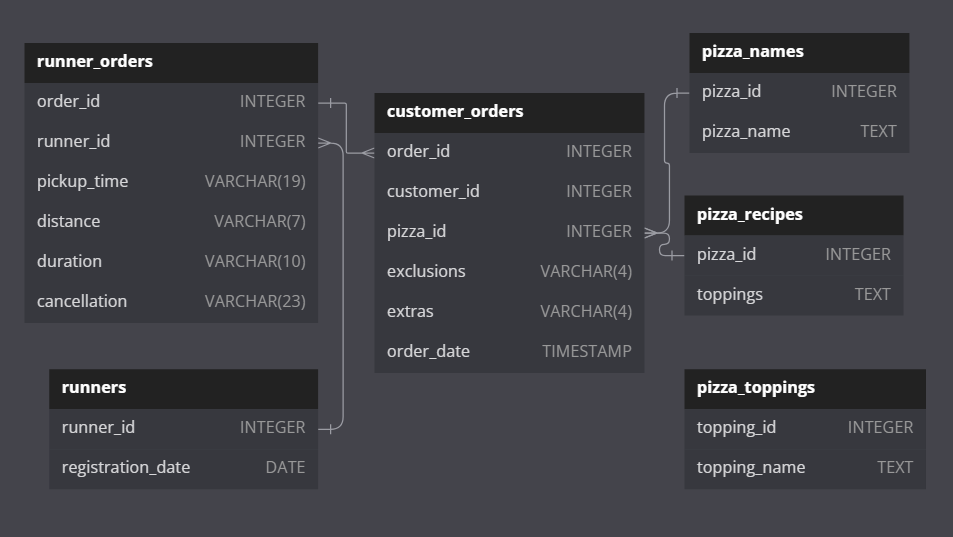 runner_orders
order_id INTEGER
runner_id INTEGER
pickup_time VARCHAR(19)
distance VARCHAR(7)
duration VARCHAR(10)
cancellation VARCHAR(23)
runners
runner_id INTEGER
registration_date DATE
customer_orders
order_id INTEGER
customer_id INTEGER
pizza_id INTEGER
exclusions VARCHAR(4)
extras VARCHAR(4)
order_date TIMESTAMP
pizza_names
pizza_id INTEGER
pizza_name TEXT
pizza_recipes
pizza_id INTEGER
toppings TEXT
pizza_toppings
topping_id INTEGER
topping_name TEXT